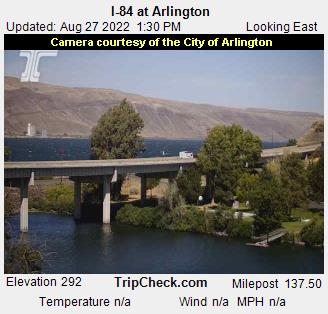 I-84 at Arlington
Updated: Aug 27 2022 1:30 PM Looking East
Camera courtesy of the City of Arlington
Elevation 292 TripCheck.com Milepost 137.50
Temperature n/a Wind n/a MPH n/a